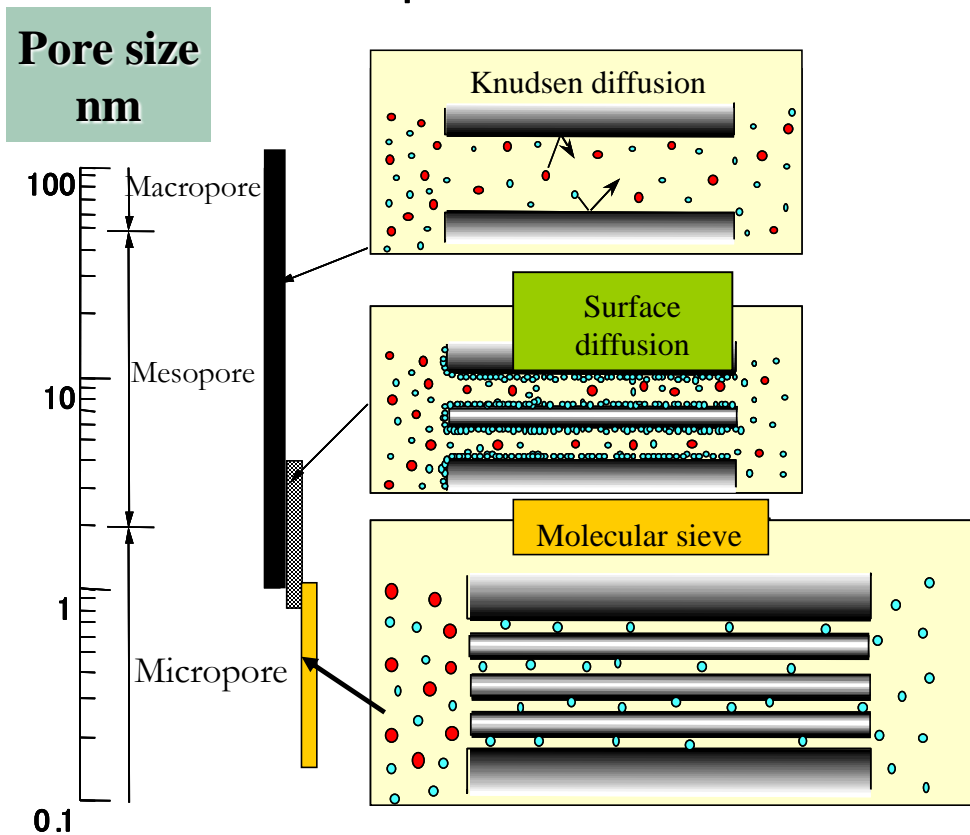 Pore size
nm
Knudsen diffusion
100
Macropore
Surface
diffusion
Mesopore
10
Molecular sieve
1
Micropore
0.1